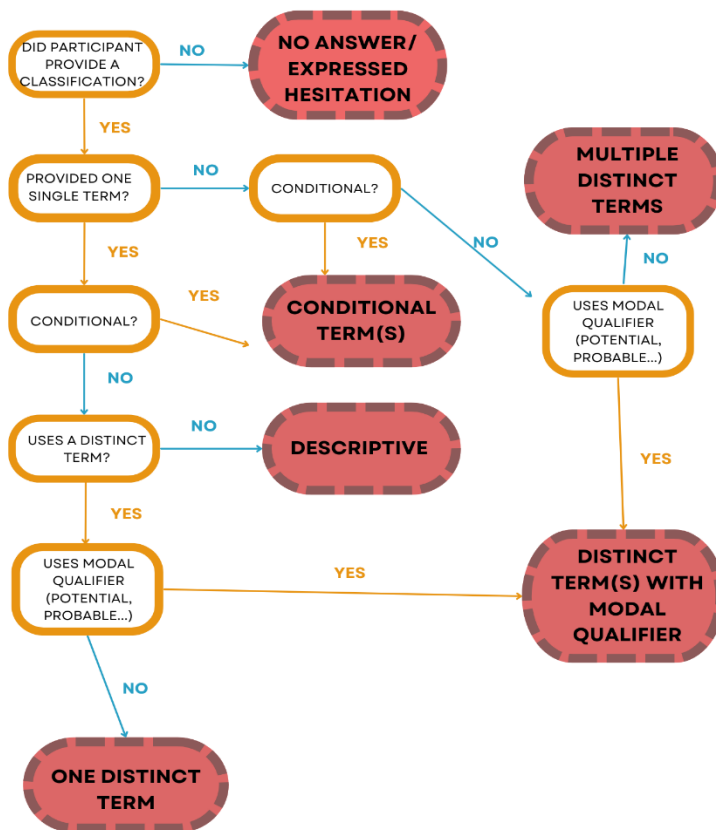 DID PARTICIPANT
PROVIDE A
CLASSIFICATION?
NO
NO ANSWER/
EXPRESSED
HESITATION
YES
PROVIDED ONE
SINGLE TERM?
NO
CONDITIONAL?
NO
MULTIPLE
DISTINCT
TERMS
YES
YES
NO
CONDITIONAL?
YES
CONDITIONAL
TERM(S)
USES MODAL
QUALIFIER
(POTENTIAL,
PROBABLE...)
NO
USES A DISTINCT
TERM?
NO
DESCRIPTIVE
YES
YES
USES MODAL
QUALIFIER
(POTENTIAL,
PROBABLE...)
YES
DISTINCT
TERM(S) WITH
MODAL
QUALIFIER
NO
ONE DISTINCT
TERM